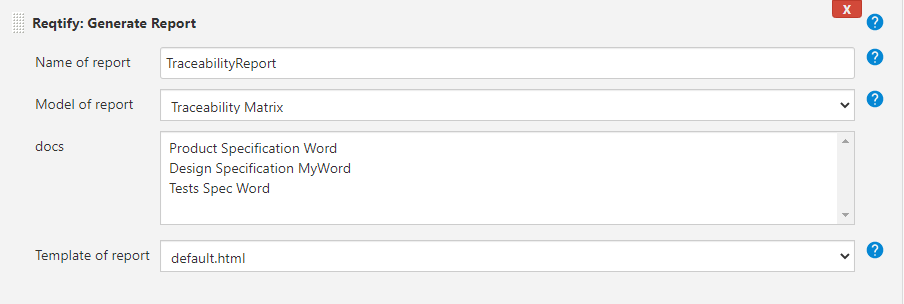 X
Reqtify: Generate Report ?
Name of report TraceabilityReport ?
Model of report Traceability Matrix ?
docs Product Specification Word
Design Specification MyWord
Tests Spec Word
Template of report default.html ?